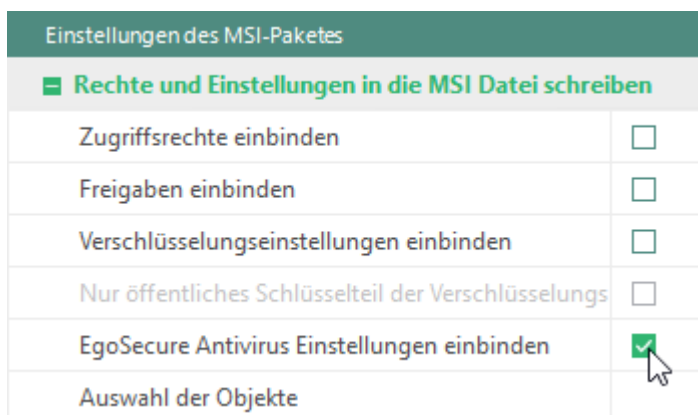 Einstellungen des MSI-Paketes
Rechte und Einstellungen in die MSI Datei schreiben
Zugriffsrechte einbinden
Freigaben einbinden
Verschlüsselungseinstellungen einbinden
Nur öffentliches Schlüsselteil der Verschlüsselungs
EgoSecure Antivirus Einstellungen einbinden
Auswahl der Objekte